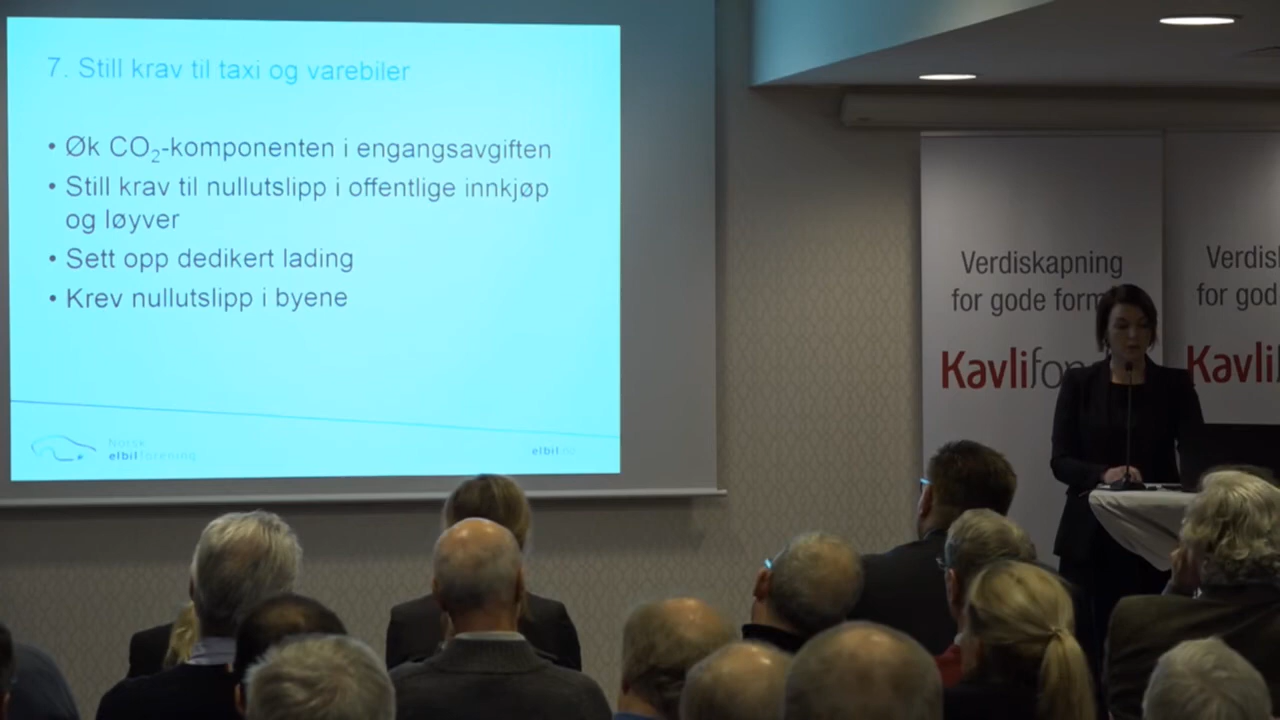 7. Still krav til taxi og varebiler
• Øk CO₂-komponenten i engangsavgiften
• Still krav til nullutslipp i offentlige innkjøp
og løyver
• Sett opp dedikert lading
• Krev nullutslipp i byene
Norsk
elbilforening
elbil.no
Verdiskapning
for gode form
Kavlifon
Verdis
for god
Kavli